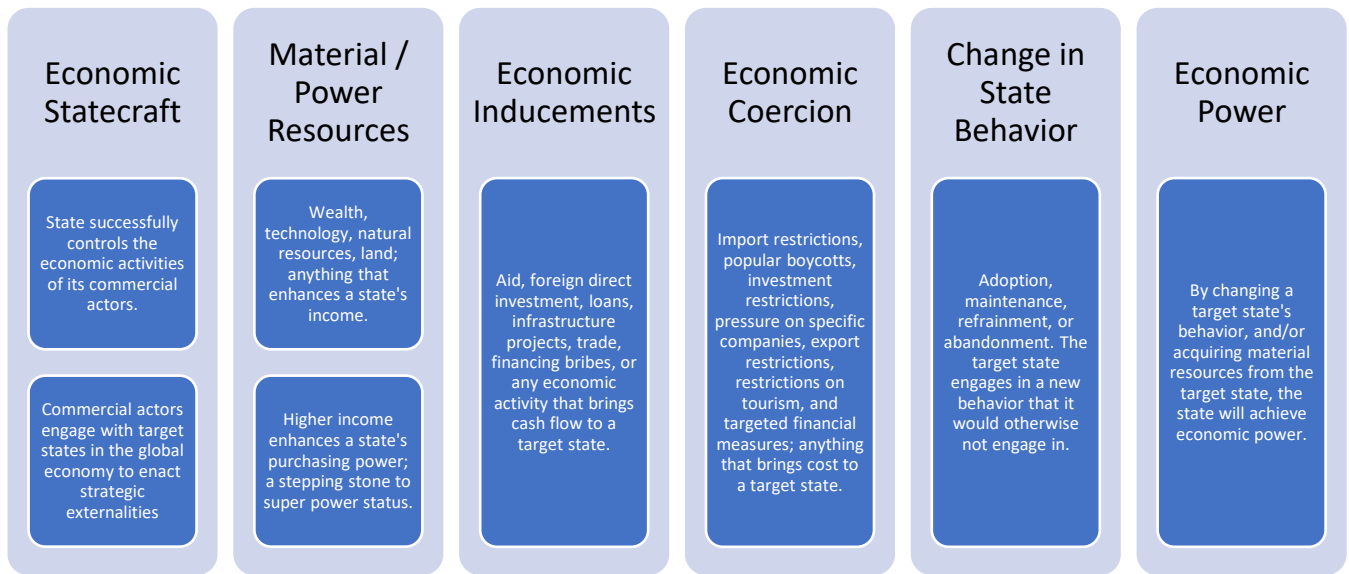 Economic
Statecraft
State successfully
controls the
economic activities
of its commercial
actors.
Commercial actors
engage with target
states in the global
economy to enact
strategic
externalities
Material /
Power
Resources
Wealth,
technology, natural
resources, land;
anything that
enhances a state's
income.
Higher income
enhances a state's
purchasing power;
a stepping stone to
super power status.
Economic
Inducements
Aid, foreign direct
investment, loans,
infrastructure
projects, trade,
financing bribes, or
any economic
activity that brings
cash flow to a
target state.
Economic
Coercion
Import restrictions,
popular boycotts,
investment
restrictions,
pressure on specific
companies, export
restrictions,
restrictions on
tourism, and
targeted financial
measures; anything
that brings cost to
a target state.
Change in
State
Behavior
Adoption,
maintenance,
refrainment, or
abandonment. The
target state
engages in a new
behavior that it
would otherwise
not engage in.
Economic
Power
By changing a
target state's
behavior, and/or
acquiring material
resources from the
target state, the
state will achieve
economic power.